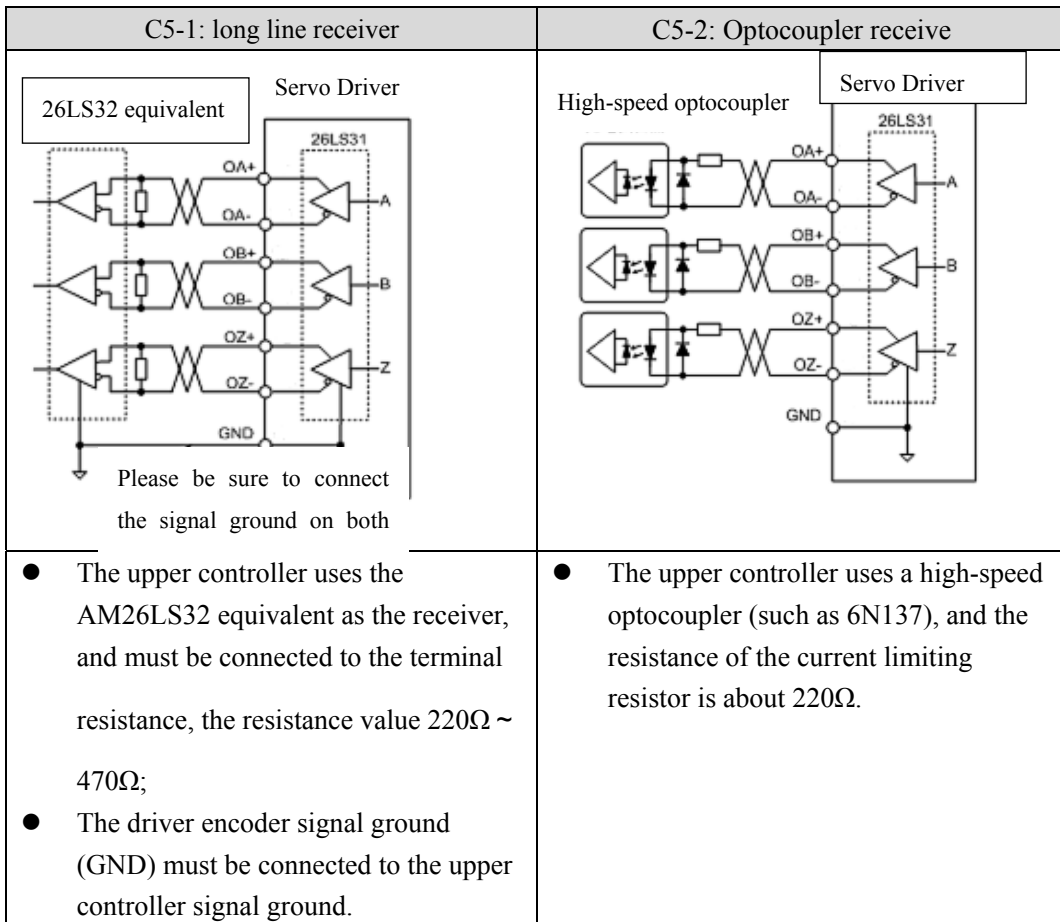 C5-1: long line receiver
C5-2: Optocoupler receive
26LS32 equivalent
Servo Driver
26LS31
OA+
A
OA-
OB+
B
OB-
OZ+
Z
OZ-
GND
Please be sure to connect
the signal ground on both
High-speed optocoupler
Servo Driver
26LS31
OA+
A
OA-
OB+
B
OB-
OZ+
Z
OZ-
GND
● The upper controller uses the
AM26LS32 equivalent as the receiver,
and must be connected to the terminal
resistance, the resistance value 220Ω ~
470Ω;
● The driver encoder signal ground
(GND) must be connected to the upper
controller signal ground.
● The upper controller uses a high-speed
optocoupler (such as 6N137), and the
resistance of the current limiting
resistor is about 220Ω.